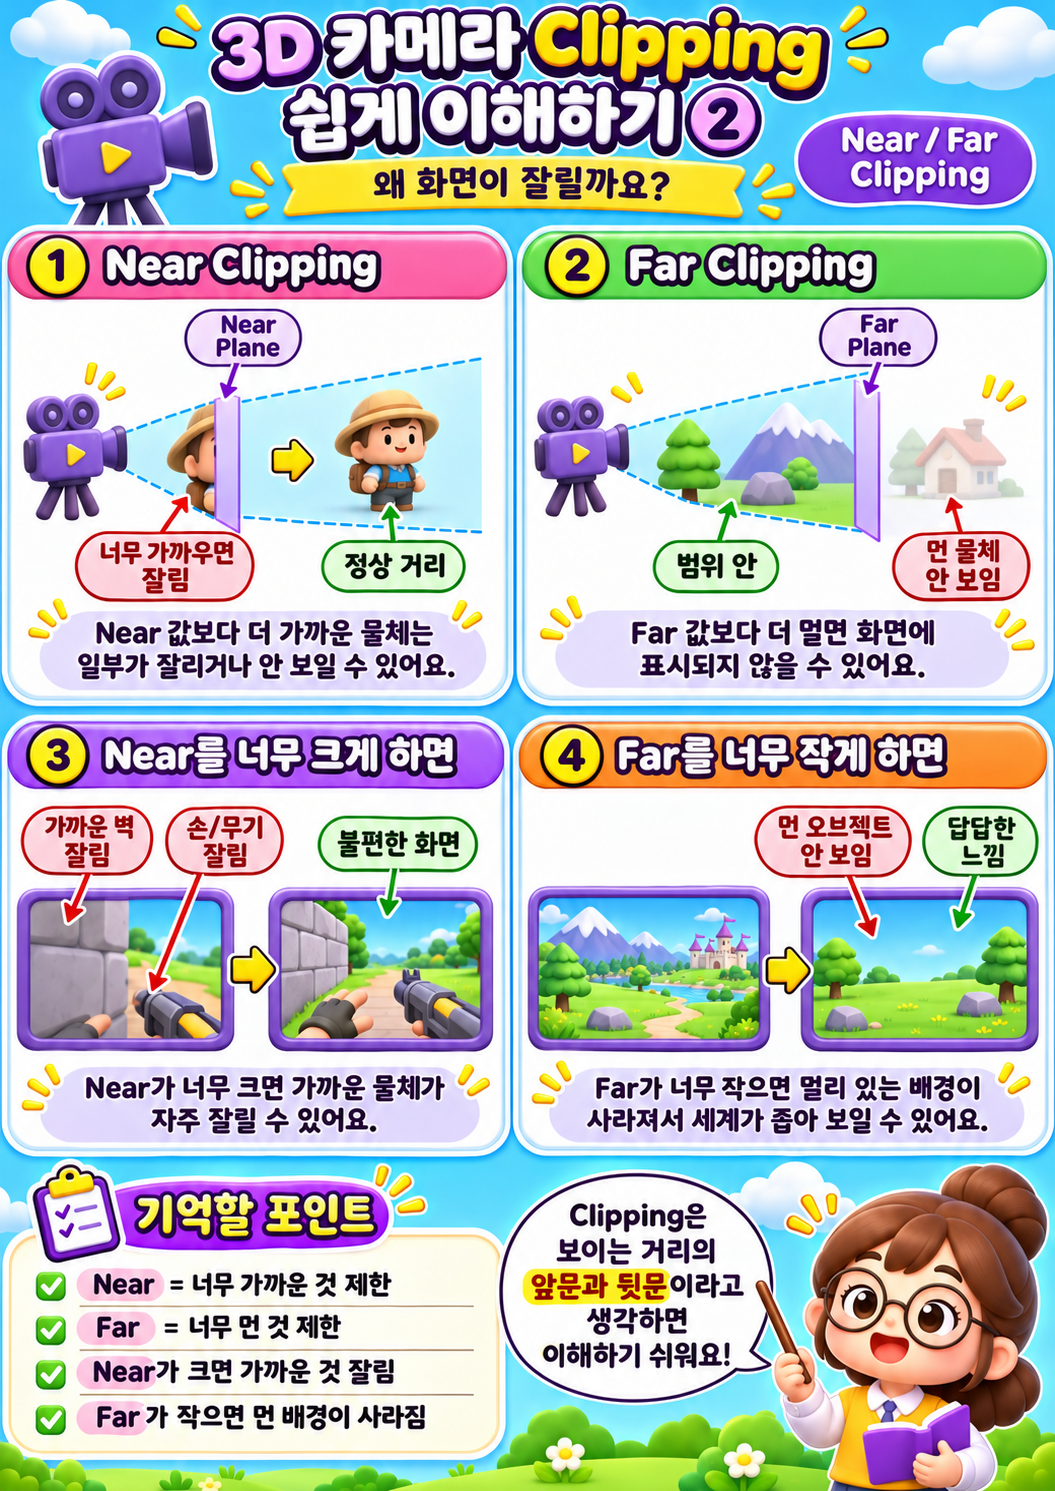 3D 카메라 Clipping
쉽게 이해하기 2
왜 화면이 잘릴까요?
Near / Far
Clipping
1 Near Clipping
Near
Plane
너무 가까우면
잘림
정상 거리
Near 값보다 더 가까운 물체는
일부가 잘리거나 안 보일 수 있어요.
2 Far Clipping
Far
Plane
범위 안
먼 물체
안 보임
Far 값보다 더 멀면 화면에
표시되지 않을 수 있어요.
3 Near를 너무 크게 하면
가까운 벽
잘림
손/무기
잘림
불편한 화면
Near가 너무 크면 가까운 물체가
자주 잘릴 수 있어요.
4 Far를 너무 작게 하면
먼 오브젝트
안 보임
답답한
느낌
Far가 너무 작으면 멀리 있는 배경이
사라져서 세계가 좁아 보일 수 있어요.
기억할 포인트
Near = 너무 가까운 것 제한
Far = 너무 먼 것 제한
Near가 크면 가까운 것 잘림
Far가 작으면 먼 배경이 사라짐
Clipping은
보이는 거리의
앞문과 뒷문이라고
생각하면
이해하기 쉬워요!